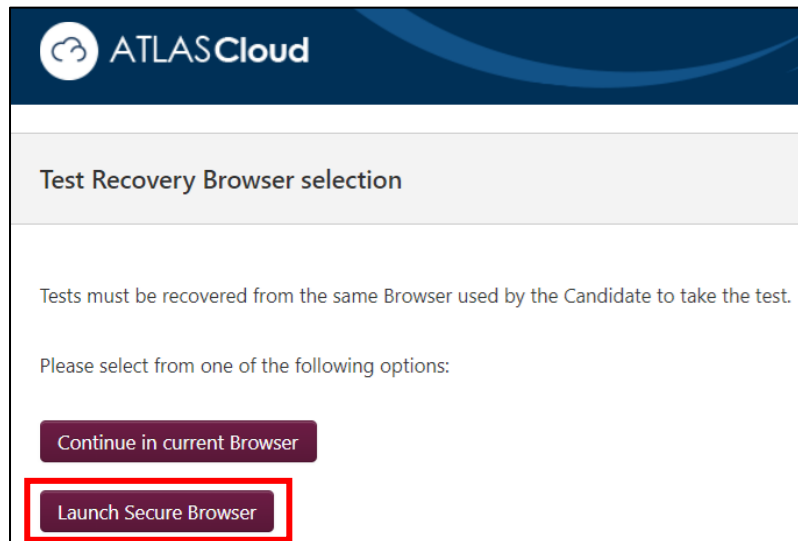 ATLASCloud
Test Recovery Browser selection
Tests must be recovered from the same Browser used by the Candidate to take the test.
Please select from one of the following options:
Continue in current Browser
Launch Secure Browser